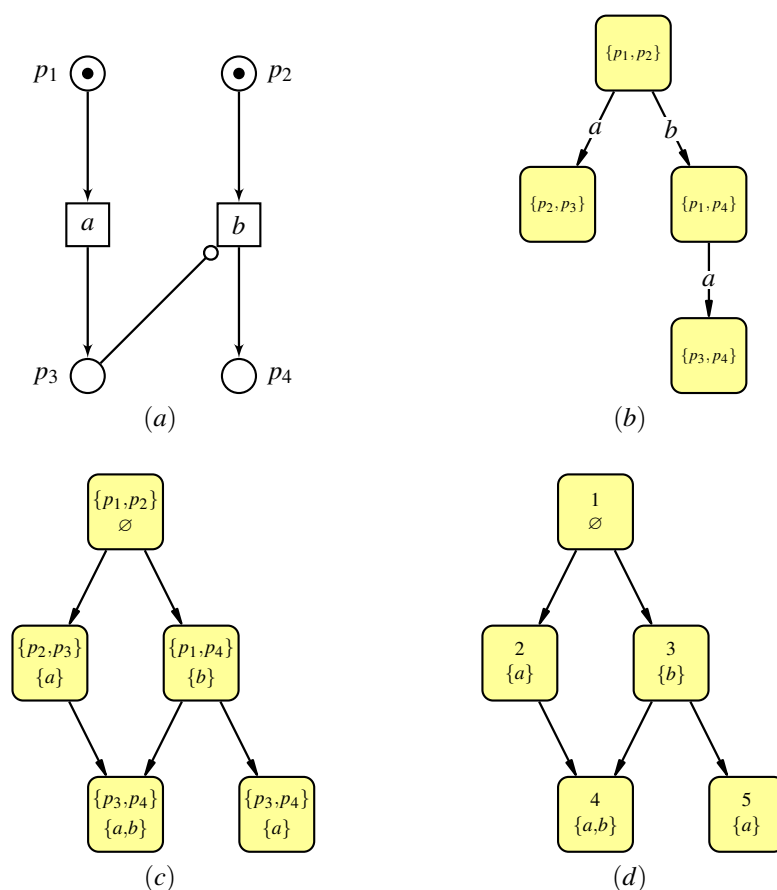 p₁
p₂
a
b
p₃
p₄
(a)
{p₁,p₂}
a
b
{p₂,p₃}
{p₁,p₄}
a
{p₃,p₄}
(b)
{p₁,p₂}
∅
{p₂,p₃}
{a}
{p₁,p₄}
{b}
{p₃,p₄}
{a,b}
{p₃,p₄}
{a}
(c)
1
∅
2
{a}
3
{b}
4
{a,b}
5
{a}
(d)